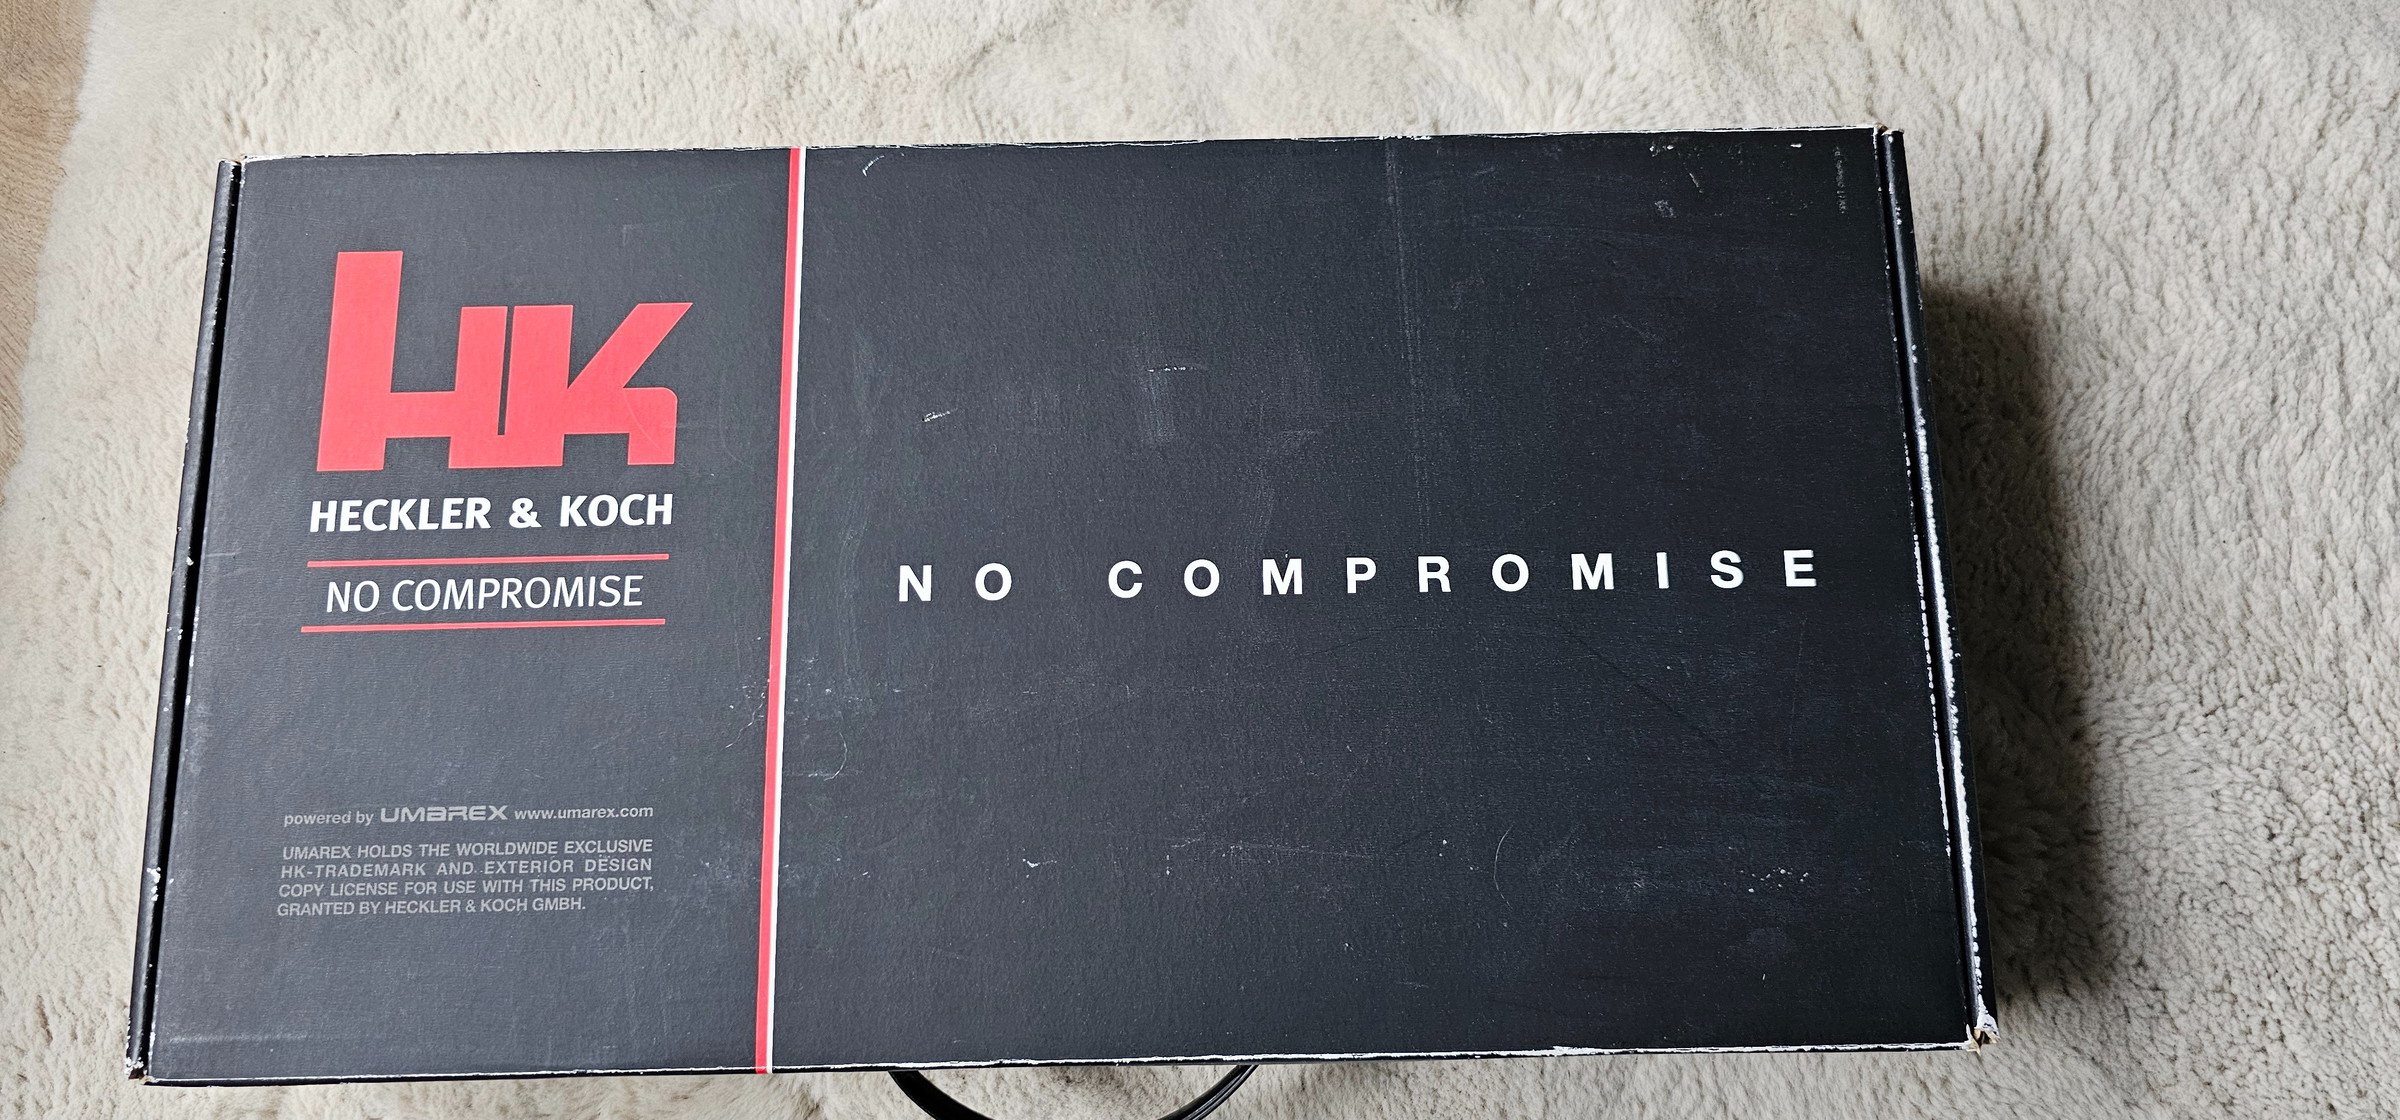 HK
HECKLER & KOCH
NO COMPROMISE
powered by UMAREX www.umarex.com
UMAREX HOLDS THE WORLDWIDE EXCLUSIVE
HK-TRADEMARK AND EXTERIOR DESIGN
COPY LICENSE FOR USE WITH THIS PRODUCT,
GRANTED BY HECKLER & KOCH GMBH.
NO COMPROMISE